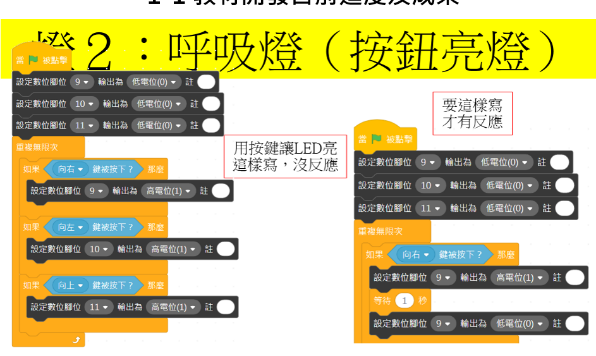 1-1 教材開發目前進度及成果
燈2：呼吸燈（按鈕亮燈）
當 被點擊
設定數位腳位 9 輸出為 低電位(0) 註
設定數位腳位 10 輸出為 低電位(0) 註
設定數位腳位 11 輸出為 低電位(0) 註
重複無限次
如果 向右 鍵被按下？ 那麼
設定數位腳位 9 輸出為 高電位(1) 註
如果 向左 鍵被按下？ 那麼
設定數位腳位 10 輸出為 高電位(1) 註
如果 向上 鍵被按下？ 那麼
設定數位腳位 11 輸出為 高電位(1) 註
用按鍵讓LED亮
這樣寫，沒反應
要這樣寫
才有反應
當 被點擊
設定數位腳位 9 輸出為 低電位(0) 註
設定數位腳位 10 輸出為 低電位(0) 註
設定數位腳位 11 輸出為 低電位(0) 註
重複無限次
如果 向右 鍵被按下？ 那麼
設定數位腳位 9 輸出為 高電位(1) 註
等待 1 秒
設定數位腳位 9 輸出為 低電位(0) 註